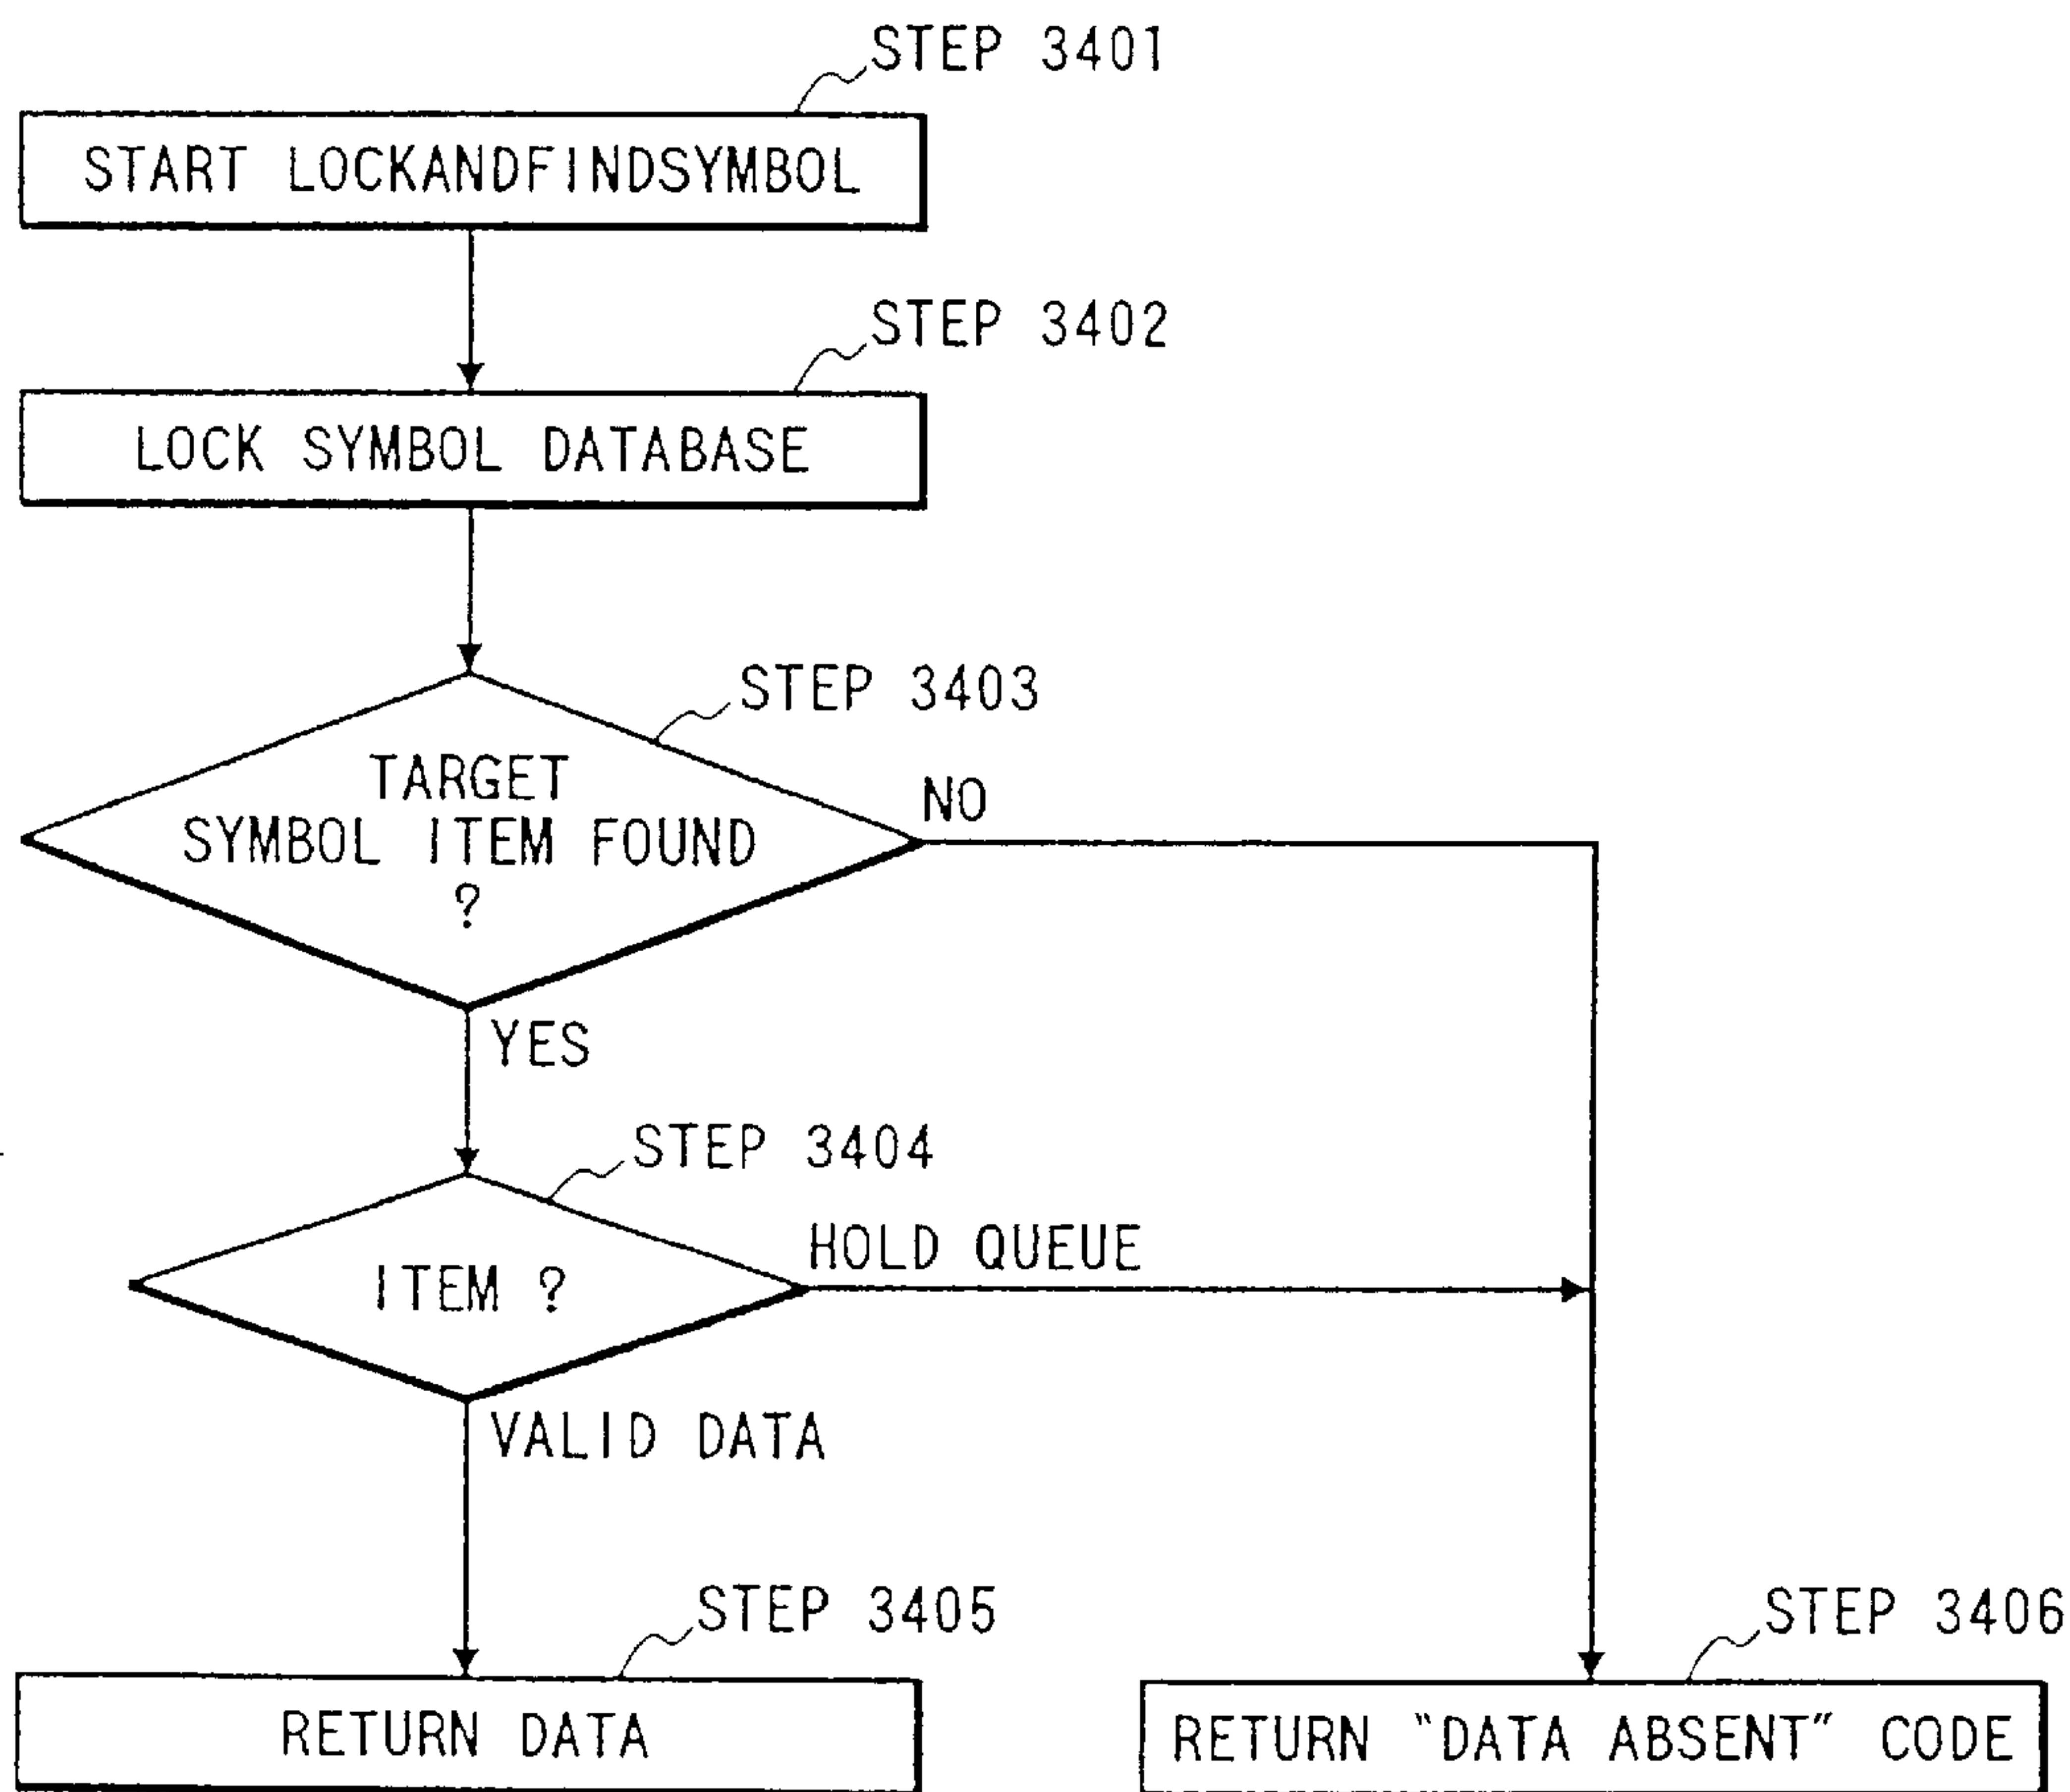 STEP 3401
START LOCKANDFINDSYMBOL
STEP 3402
LOCK SYMBOL DATABASE
STEP 3403
TARGET
SYMBOL ITEM FOUND
?
NO
YES
STEP 3404
ITEM ?
HOLD QUEUE
VALID DATA
STEP 3405
RETURN DATA
STEP 3406
RETURN "DATA ABSENT" CODE